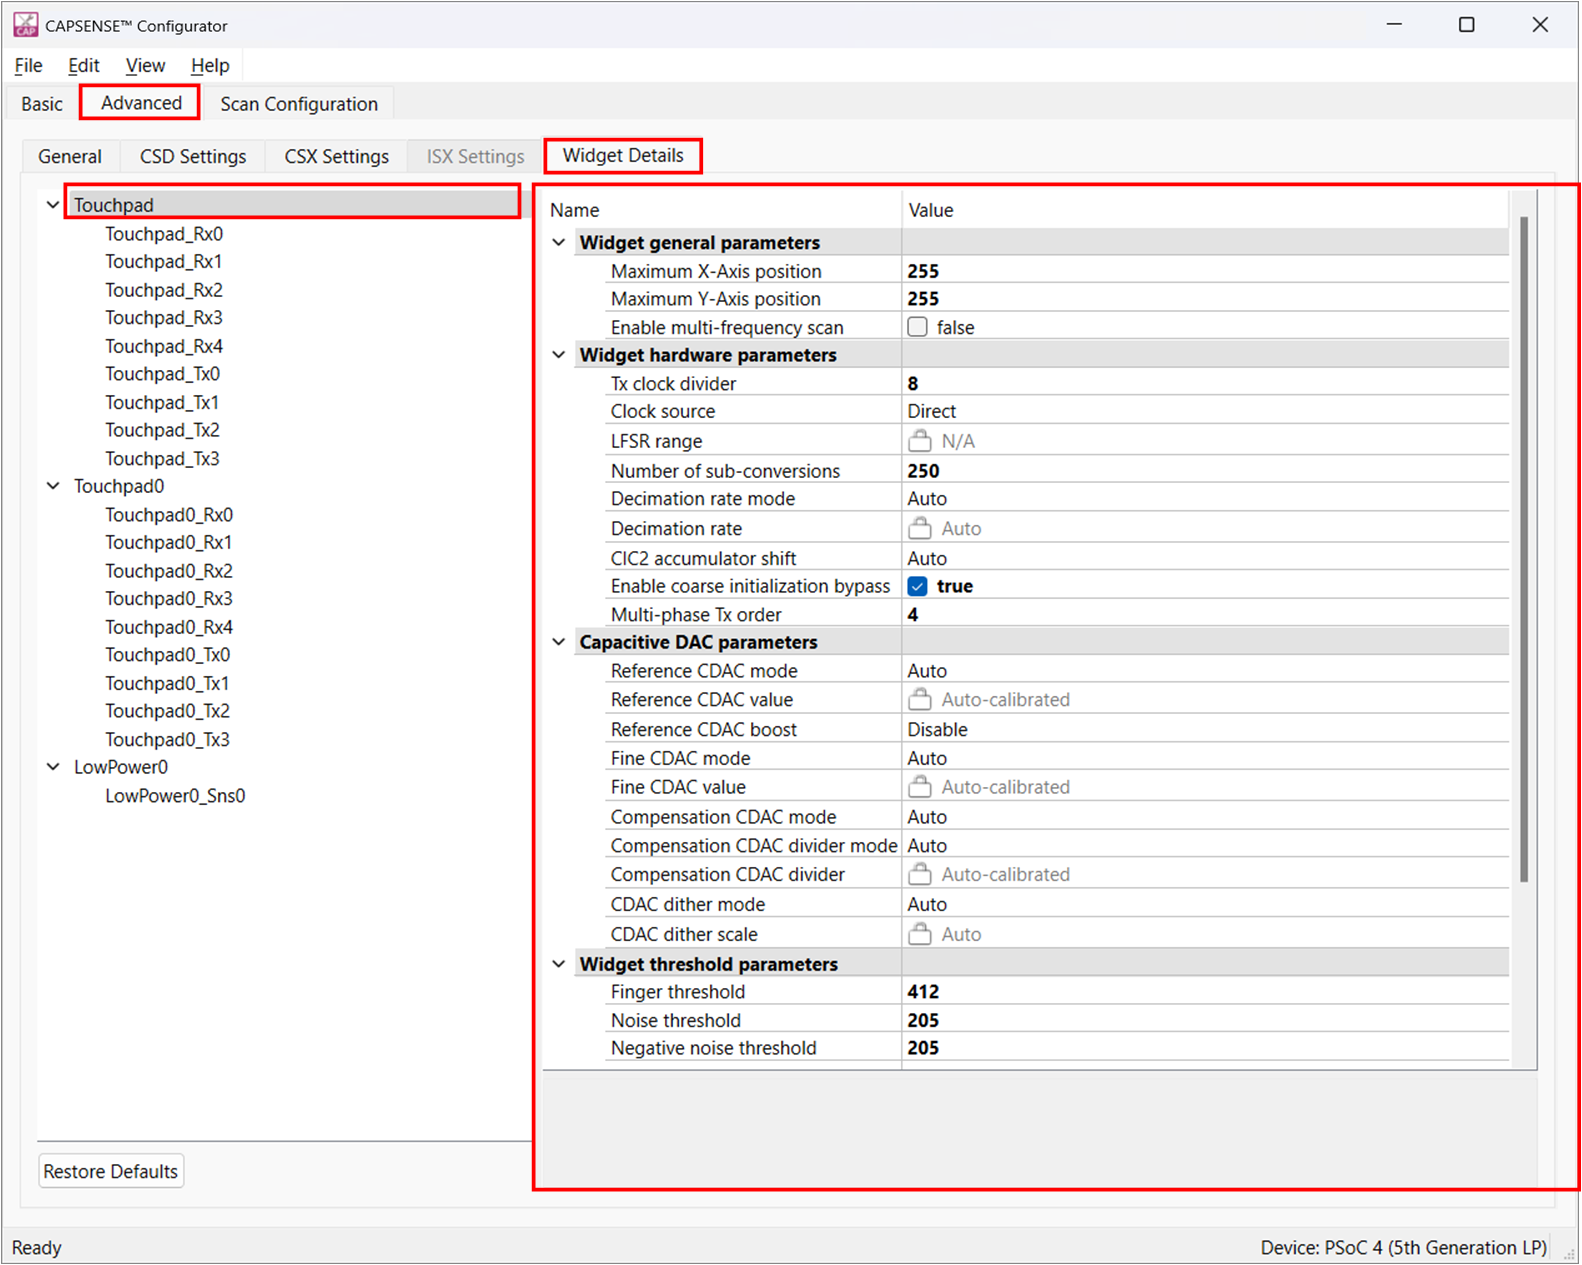 CAPSENSE™ Configurator
File Edit View Help
Basic Advanced Scan Configuration
General CSD Settings CSX Settings ISX Settings Widget Details
Touchpad
Touchpad_Rx0
Touchpad_Rx1
Touchpad_Rx2
Touchpad_Rx3
Touchpad_Rx4
Touchpad_Tx0
Touchpad_Tx1
Touchpad_Tx2
Touchpad_Tx3
Touchpad0
Touchpad0_Rx0
Touchpad0_Rx1
Touchpad0_Rx2
Touchpad0_Rx3
Touchpad0_Rx4
Touchpad0_Tx0
Touchpad0_Tx1
Touchpad0_Tx2
Touchpad0_Tx3
LowPower0
LowPower0_Sns0
Restore Defaults
Name Value
Widget general parameters
Maximum X-Axis position 255
Maximum Y-Axis position 255
Enable multi-frequency scan false
Widget hardware parameters
Tx clock divider 8
Clock source Direct
LFSR range N/A
Number of sub-conversions 250
Decimation rate mode Auto
Decimation rate Auto
CIC2 accumulator shift Auto
Enable coarse initialization bypass true
Multi-phase Tx order 4
Capacitive DAC parameters
Reference CDAC mode Auto
Reference CDAC value Auto-calibrated
Reference CDAC boost Disable
Fine CDAC mode Auto
Fine CDAC value Auto-calibrated
Compensation CDAC mode Auto
Compensation CDAC divider mode Auto
Compensation CDAC divider Auto-calibrated
CDAC dither mode Auto
CDAC dither scale Auto
Widget threshold parameters
Finger threshold 412
Noise threshold 205
Negative noise threshold 205
Ready Device: PSoC 4 (5th Generation LP)